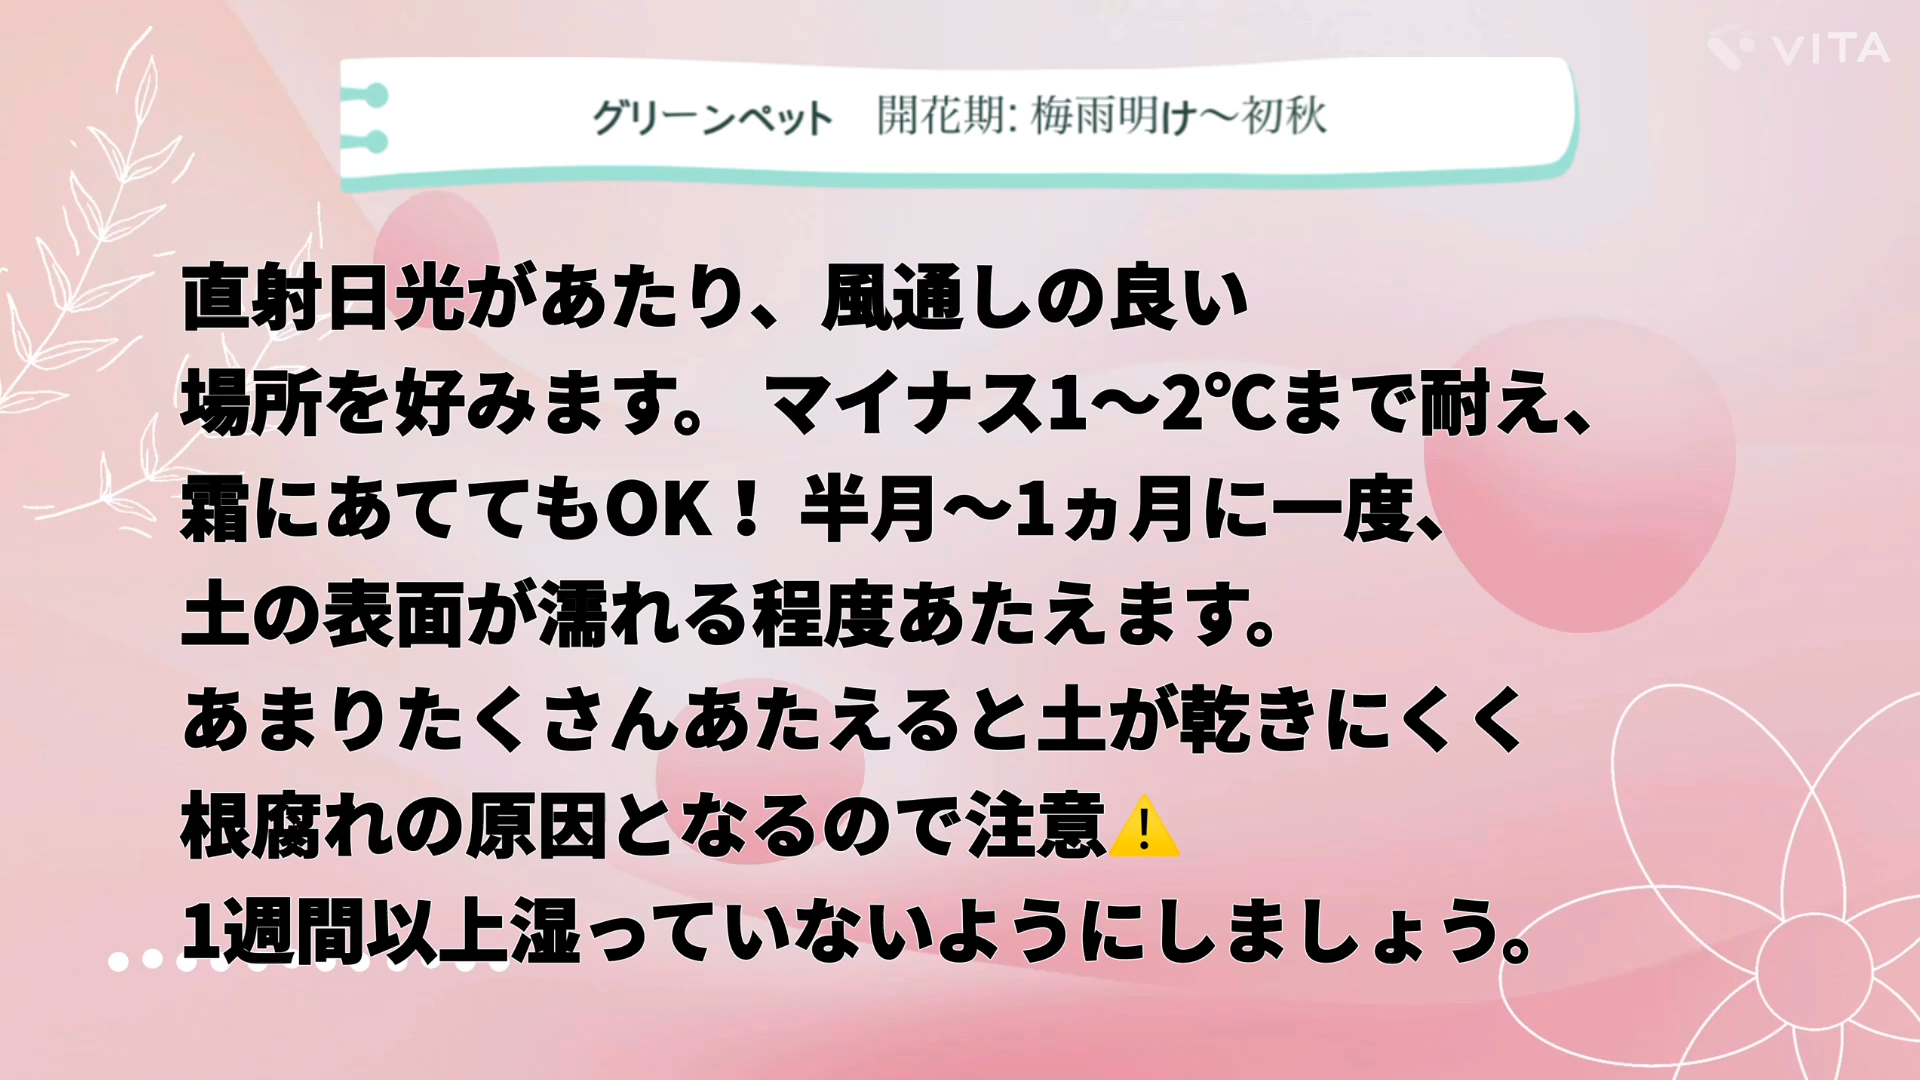 VITA
グリーンペット　開花期: 梅雨明け〜初秋
直射日光があたり、風通しの良い
場所を好みます。 マイナス1〜2℃まで耐え、
霜にあててもOK！ 半月〜1ヵ月に一度、
土の表面が濡れる程度あたえます。
あまりたくさんあたえると土が乾きにくく
根腐れの原因となるので注意⚠️
1週間以上湿っていないようにしましょう。